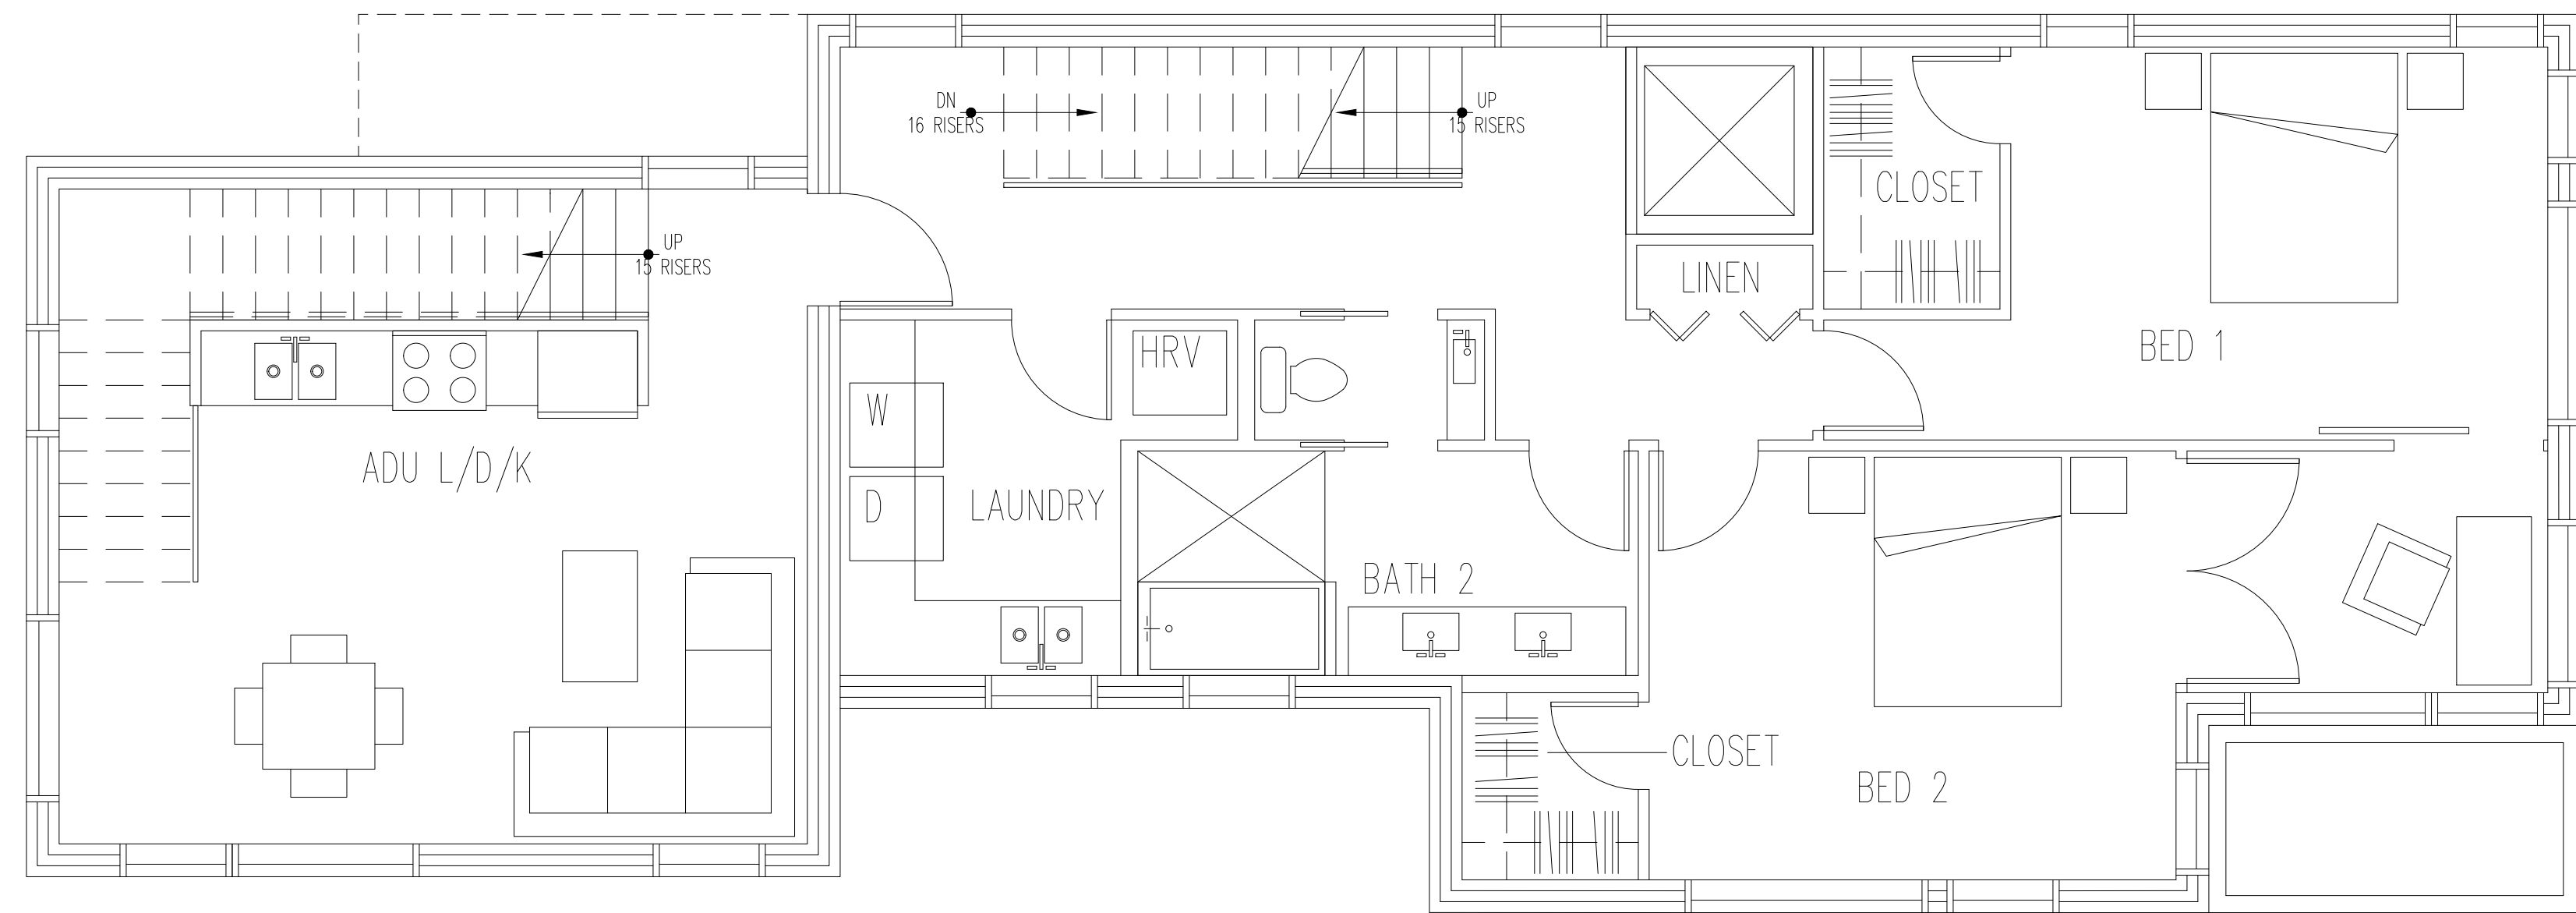 DN
16 RISERS
UP
15 RISERS
CLOSET
UP
15 RISERS
LINEN
HRV
BED 1
W
ADU L/D/K
D
LAUNDRY
BATH 2
CLOSET
BED 2